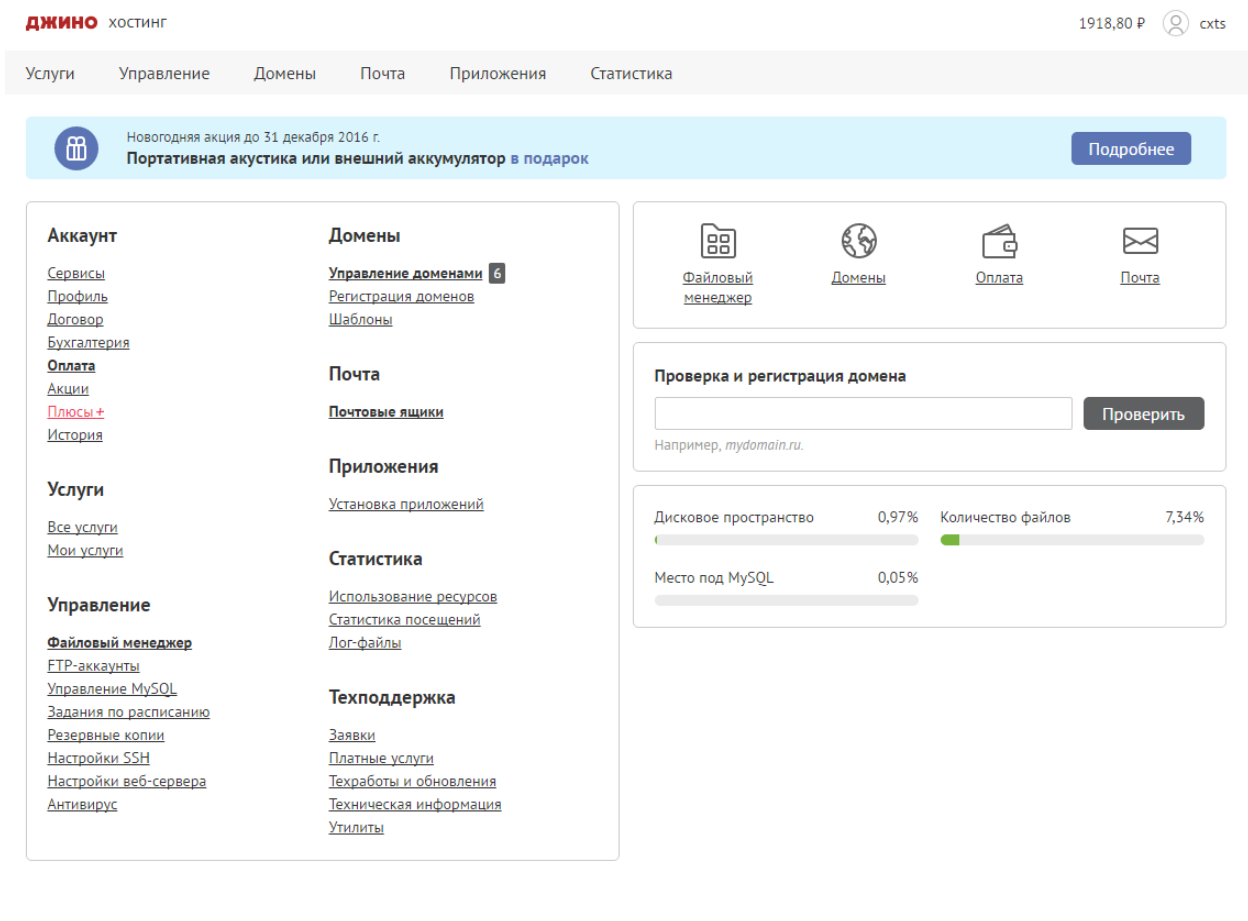 джино хостинг
1918,80 ₽ cxts
Услуги Управление Домены Почта Приложения Статистика
Новогодняя акция до 31 декабря 2016 г.
Портативная акустика или внешний аккумулятор в подарок
Подробнее
Аккаунт
Сервисы
Профиль
Договор
Бухгалтерия
Оплата
Акции
Плюсы +
История
Услуги
Все услуги
Мои услуги
Управление
Файловый менеджер
FTP-аккаунты
Управление MySQL
Задания по расписанию
Резервные копии
Настройки SSH
Настройки веб-сервера
Антивирус
Домены
Управление доменами 6
Регистрация доменов
Шаблоны
Почта
Почтовые ящики
Приложения
Установка приложений
Статистика
Использование ресурсов
Статистика посещений
Лог-файлы
Техподдержка
Заявки
Платные услуги
Техработы и обновления
Техническая информация
Утилиты
Файловый
менеджер
Домены
Оплата
Почта
Проверка и регистрация домена
Проверить
Например, mydomain.ru.
Дисковое пространство 0,97%
Количество файлов 7,34%
Место под MySQL 0,05%